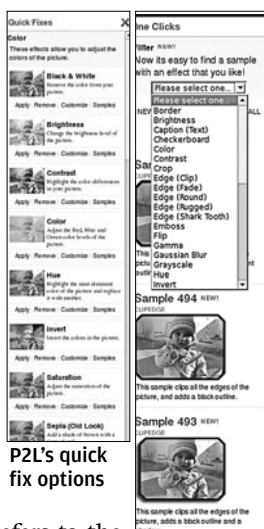 Quick Fixes
Color
These effects allow you to adjust the
colors of the picture.
Black & White
Remove the color from your
picture.
Apply Remove Customize Samples
Brightness
Change the brightness level of
the picture.
Apply Remove Customize Samples
Contrast
Highlight the color differences
in your picture.
Apply Remove Customize Samples
Color
Adjust the Red, Blue and
Green color levels of the
picture.
Apply Remove Customize Samples
Hue
Highlight the most dominant
color of the picture and replace
it with another.
Apply Remove Customize Samples
Invert
Invert the colors in the picture.
Apply Remove Customize Samples
Saturation
Adjust the saturation of the
picture.
Apply Remove Customize Samples
Sepia (Old Look)
Add a shade of brown with a
P2L's quick
fix options
One Clicks
Filter NEW!
Now its easy to find a sample
with an effect that you like!
Please select one...
Please select one...
Border
Brightness
Caption (Text)
Checkerboard
Color
Contrast
Crop
Edge (Clip)
Edge (Fade)
Edge (Round)
Edge (Rugged)
Edge (Shark Tooth)
Emboss
Flip
Gamma
Gaussian Blur
Grayscale
Hue
Invert
NEW
ALL
This
Sample 494 NEW!
CLIPEDGE
This sample clips all the edges of the
picture, and adds a black outline.
Sample 493 NEW!
CLIPEDGE
This sample clips all the edges of the
picture, adds a black outline and a